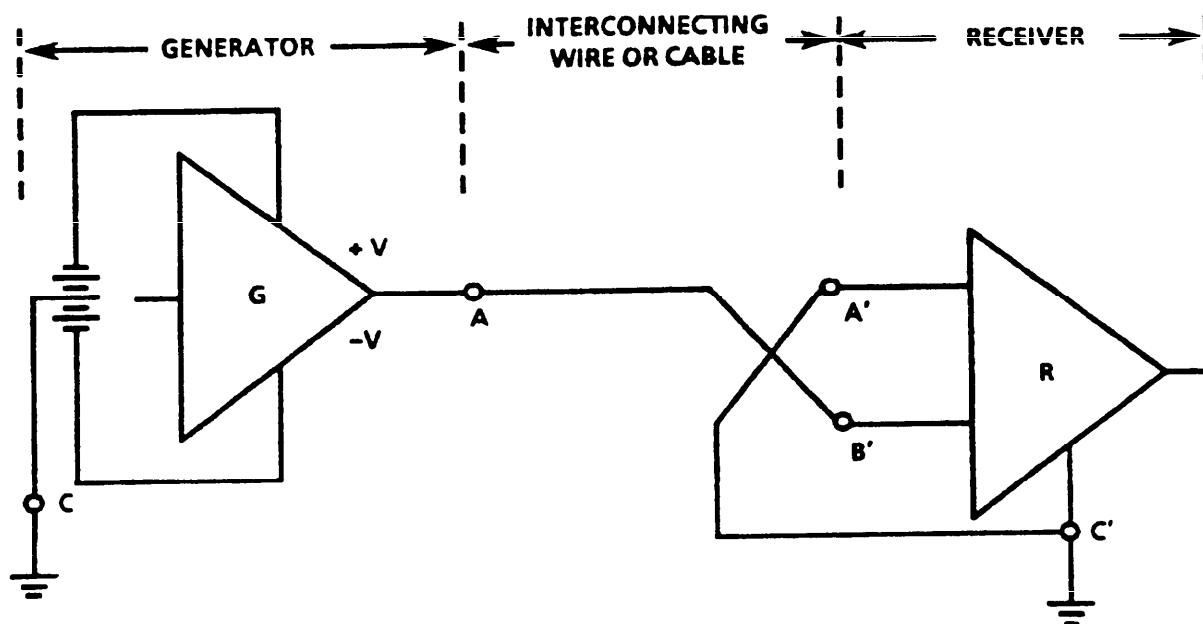 GENERATOR
INTERCONNECTING
WIRE OR CABLE
RECEIVER
+ V
G
A
−V
A'
R
B'
C
C'